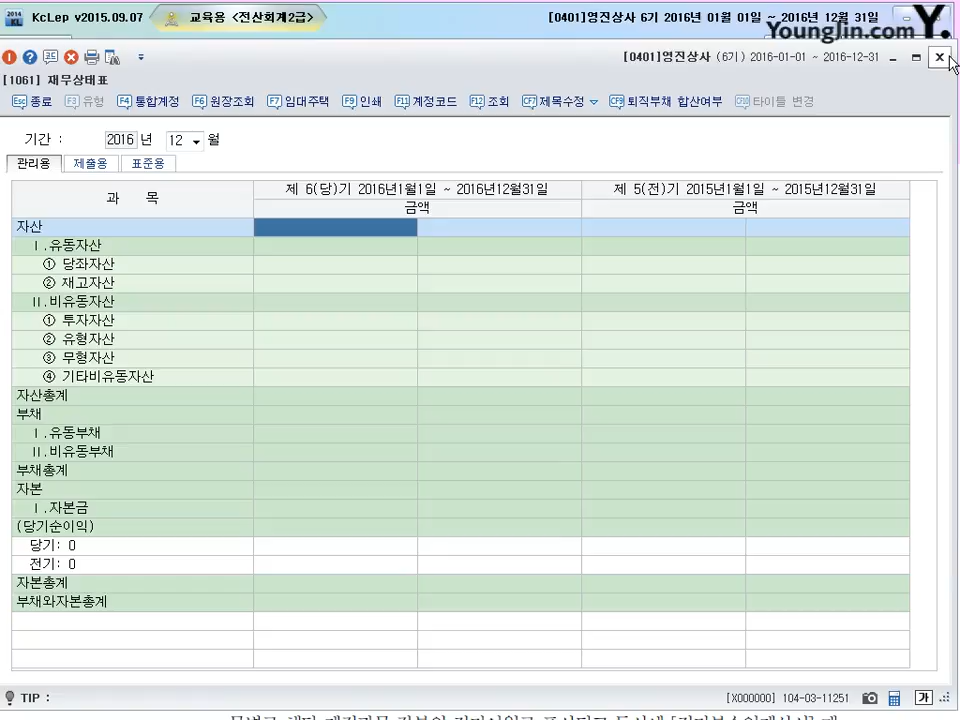 KcLep v2015.09.07 교육용 <전산회계2급> [0401]영진상사 6기 2016년 01월 01일 ~ 2016년 12월 31일
YoungJin.com Y.
[0401]영진상사 (6기) 2016-01-01 ~ 2016-12-31
[1061] 재무상태표
Esc 종료 F3 유형 F4 통합계정 F6 원장조회 F7 임대주택 F9 인쇄 F11 계정코드 F12 조회 CF7 제목수정 CF9 퇴직부채 합산여부 CF10 타이틀 변경
기간 : 2016 년 12 월
관리용 제출용 표준용
과 목 제 6(당)기 2016년1월1일 ~ 2016년12월31일 제 5(전)기 2015년1월1일 ~ 2015년12월31일
금액 금액
자산
Ⅰ.유동자산
① 당좌자산
② 재고자산
Ⅱ.비유동자산
① 투자자산
② 유형자산
③ 무형자산
④ 기타비유동자산
자산총계
부채
Ⅰ.유동부채
Ⅱ.비유동부채
부채총계
자본
Ⅰ.자본금
(당기순이익)
당기: 0
전기: 0
자본총계
부채와자본총계
TIP : [X000000] 104-03-11251 가